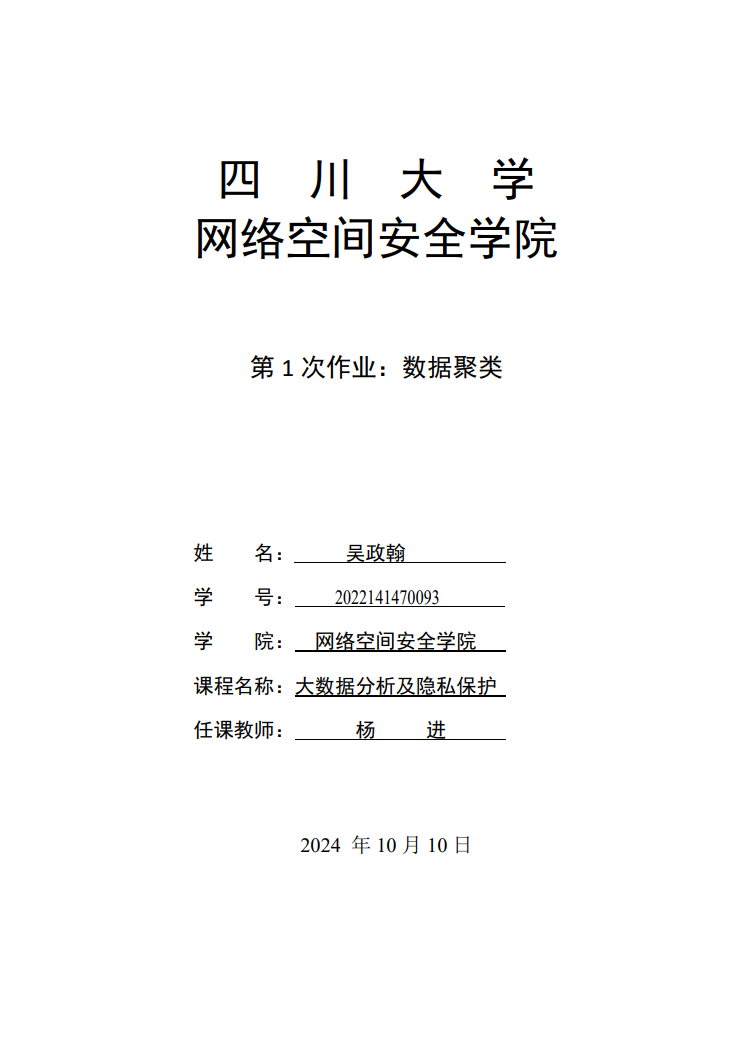 四 川 大 学
网络空间安全学院
第 1 次作业：数据聚类
姓 名： 吴政翰
学 号： 2022141470093
学 院： 网络空间安全学院
课程名称：大数据分析及隐私保护
任课教师： 杨 进
2024 年 10 月 10 日